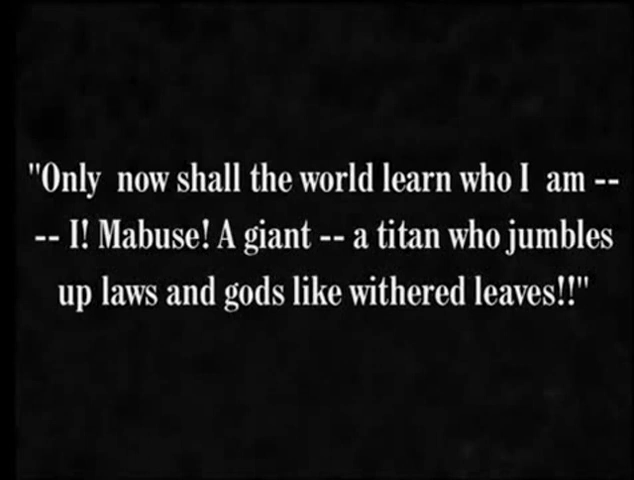 "Only now shall the world learn who I am --
-- I! Mabuse! A giant -- a titan who jumbles
up laws and gods like withered leaves!!"